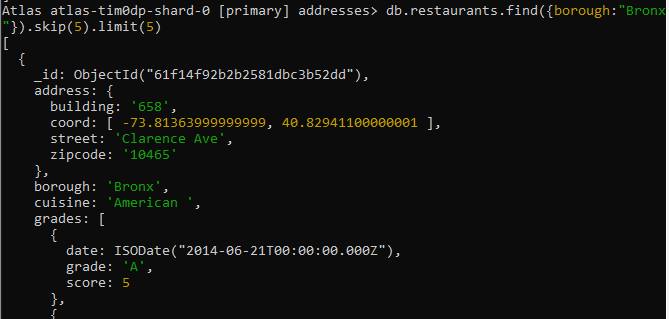 Atlas atlas-tim0dp-shard-0 [primary] addresses> db.restaurants.find({borough:"Bronx
"}).skip(5).limit(5)
[
  {
    _id: ObjectId("61f14f92b2b2581dbc3b52dd"),
    address: {
      building: '658',
      coord: [ -73.81363999999999, 40.82941100000001 ],
      street: 'Clarence Ave',
      zipcode: '10465'
    },
    borough: 'Bronx',
    cuisine: 'American ',
    grades: [
      {
        date: ISODate("2014-06-21T00:00:00.000Z"),
        grade: 'A',
        score: 5
      },
      {